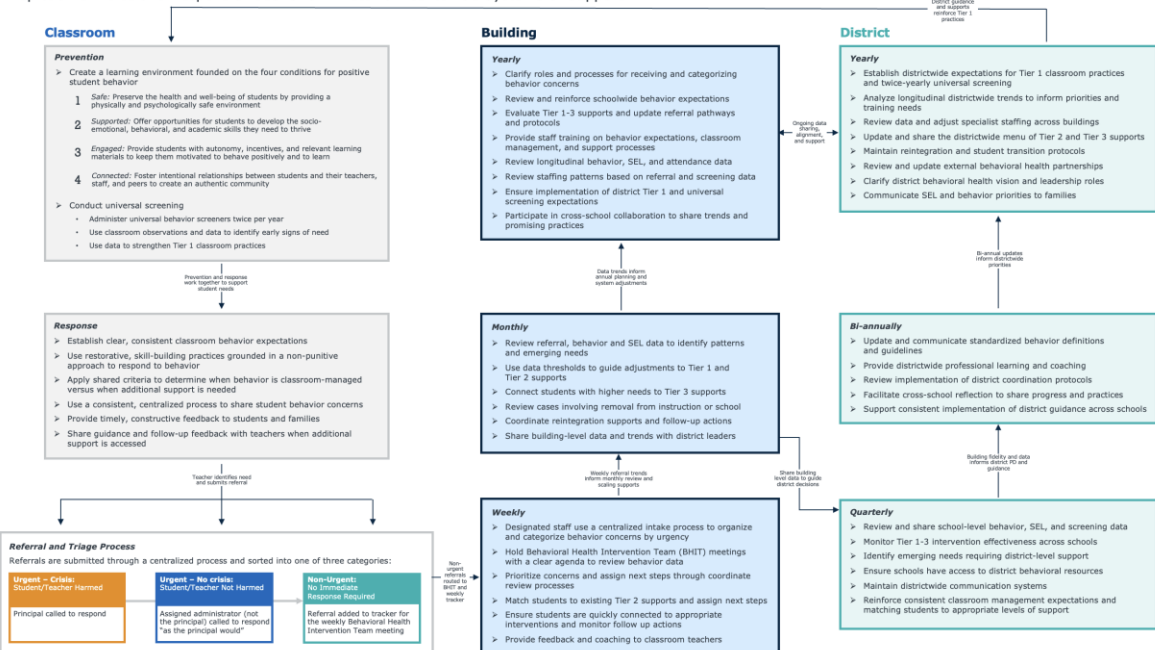 District guidance
and supports
reinforce Tier 1
practices
Classroom
Prevention
➢ Create a learning environment founded on the four conditions for positive
student behavior
1 Safe: Preserve the health and well-being of students by providing a
physically and psychologically safe environment
2 Supported: Offer opportunities for students to develop the socio-
emotional, behavioral, and academic skills they need to thrive
3 Engaged: Provide students with autonomy, incentives, and relevant learning
materials to keep them motivated to behave positively and to learn
4 Connected: Foster intentional relationships between students and their teachers,
staff, and peers to create an authentic community
➢ Conduct universal screening
• Administer universal behavior screeners twice per year
• Use classroom observations and data to identify early signs of need
• Use data to strengthen Tier 1 classroom practices
Prevention and response
work together to support
student needs
Response
➢ Establish clear, consistent classroom behavior expectations
➢ Use restorative, skill-building practices grounded in a non-punitive
approach to respond to behavior
➢ Apply shared criteria to determine when behavior is classroom-managed
versus when additional support is needed
➢ Use a consistent, centralized process to share student behavior concerns
➢ Provide timely, constructive feedback to students and families
➢ Share guidance and follow-up feedback with teachers when additional
support is accessed
Teacher identifies need
and submits referral
Referral and Triage Process
Referrals are submitted through a centralized process and sorted into one of three categories:
Urgent – Crisis:
Student/Teacher Harmed
Principal called to respond
Urgent – No crisis:
Student/Teacher Not Harmed
Assigned administrator (not
the principal) called to respond
"as the principal would"
Non-Urgent:
No Immediate
Response Required
Referral added to tracker for
the weekly Behavioral Health
Intervention Team meeting
Non-
urgent
referrals
routed to
BHIT and
weekly
tracker
Building
Yearly
➢ Clarify roles and processes for receiving and categorizing
behavior concerns
➢ Review and reinforce schoolwide behavior expectations
➢ Evaluate Tier 1-3 supports and update referral pathways
and protocols
➢ Provide staff training on behavior expectations, classroom
management, and support processes
➢ Review longitudinal behavior, SEL, and attendance data
➢ Review staffing patterns based on referral and screening data
➢ Ensure implementation of district Tier 1 and universal
screening expectations
➢ Participate in cross-school collaboration to share trends and
promising practices
Data trends inform
annual planning and
system adjustments
Monthly
➢ Review referral, behavior and SEL data to identify patterns
and emerging needs
➢ Use data thresholds to guide adjustments to Tier 1 and
Tier 2 supports
➢ Connect students with higher needs to Tier 3 supports
➢ Review cases involving removal from instruction or school
➢ Coordinate reintegration supports and follow-up actions
➢ Share building-level data and trends with district leaders
Weekly referral trends
inform monthly review and
scaling supports
Weekly
➢ Designated staff use a centralized intake process to organize
and categorize behavior concerns by urgency
➢ Hold Behavioral Health Intervention Team (BHIT) meetings
with a clear agenda to review behavior data
➢ Prioritize concerns and assign next steps through coordinate
review processes
➢ Match students to existing Tier 2 supports and assign next steps
➢ Ensure students are quickly connected to appropriate
interventions and monitor follow up actions
➢ Provide feedback and coaching to classroom teachers
Ongoing data
sharing,
alignment,
and support
Share building
level data to guide
district decisions
District
Yearly
➢ Establish districtwide expectations for Tier 1 classroom practices
and twice-yearly universal screening
➢ Analyze longitudinal districtwide trends to inform priorities and
training needs
➢ Review data and adjust specialist staffing across buildings
➢ Update and share the districtwide menu of Tier 2 and Tier 3 supports
➢ Maintain reintegration and student transition protocols
➢ Review and update external behavioral health partnerships
➢ Clarify district behavioral health vision and leadership roles
➢ Communicate SEL and behavior priorities to families
Bi-annual updates
inform districtwide
priorities
Bi-annually
➢ Update and communicate standardized behavior definitions
and guidelines
➢ Provide districtwide professional learning and coaching
➢ Review implementation of district coordination protocols
➢ Facilitate cross-school reflection to share progress and practices
➢ Support consistent implementation of district guidance across schools
Building fidelity and data
informs district PD and
guidance
Quarterly
➢ Review and share school-level behavior, SEL, and screening data
➢ Monitor Tier 1-3 intervention effectiveness across schools
➢ Identify emerging needs requiring district-level support
➢ Ensure schools have access to district behavioral resources
➢ Maintain districtwide communication systems
➢ Reinforce consistent classroom management expectations and
matching students to appropriate levels of support